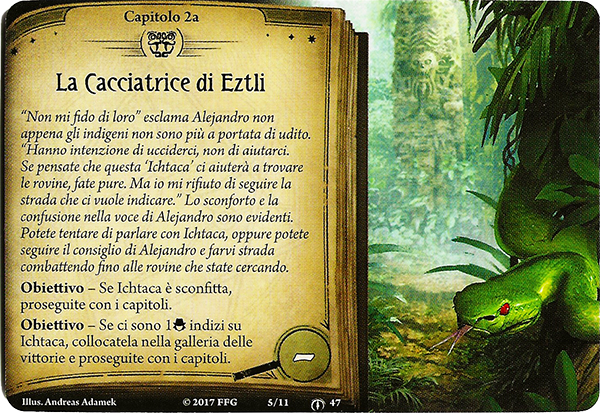 Capitolo 2a
La Cacciatrice di Eztli
“Non mi fido di loro” esclama Alejandro non
appena gli indigeni non sono più a portata di udito.
“Hanno intenzione di ucciderci, non di aiutarci.
Se pensate che questa ‘Ichtaca’ ci aiuterà a trovare
le rovine, fate pure. Ma io mi rifiuto di seguire la
strada che ci vuole indicare.” Lo sconforto e la
confusione nella voce di Alejandro sono evidenti.
Potete tentare di parlare con Ichtaca, oppure potete
seguire il consiglio di Alejandro e farvi strada
combattendo fino alle rovine che state cercando.
Obiettivo – Se Ichtaca è sconfitta,
proseguite con i capitoli.
Obiettivo – Se ci sono 1 indizi su
Ichtaca, collocatela nella galleria delle
vittorie e proseguite con i capitoli.
–
Illus. Andreas Adamek © 2017 FFG 5/11 47